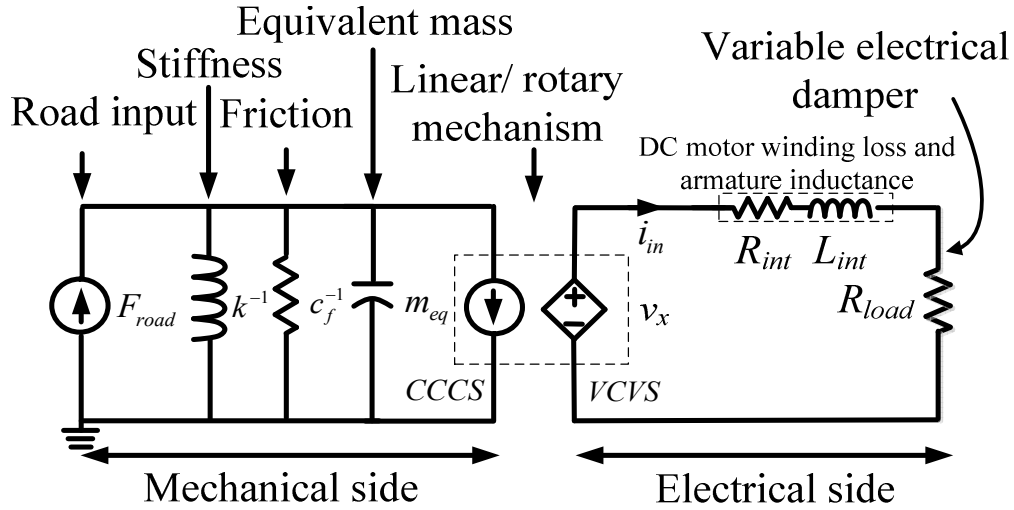 Equivalent mass
Stiffness
Road input
Friction
Linear/ rotary
mechanism
Variable electrical
damper
DC motor winding loss and
armature inductance
i_in
R_int
L_int
F_road
k⁻¹
c_f⁻¹
m_eq
v_x
R_load
CCCS
VCVS
Mechanical side
Electrical side